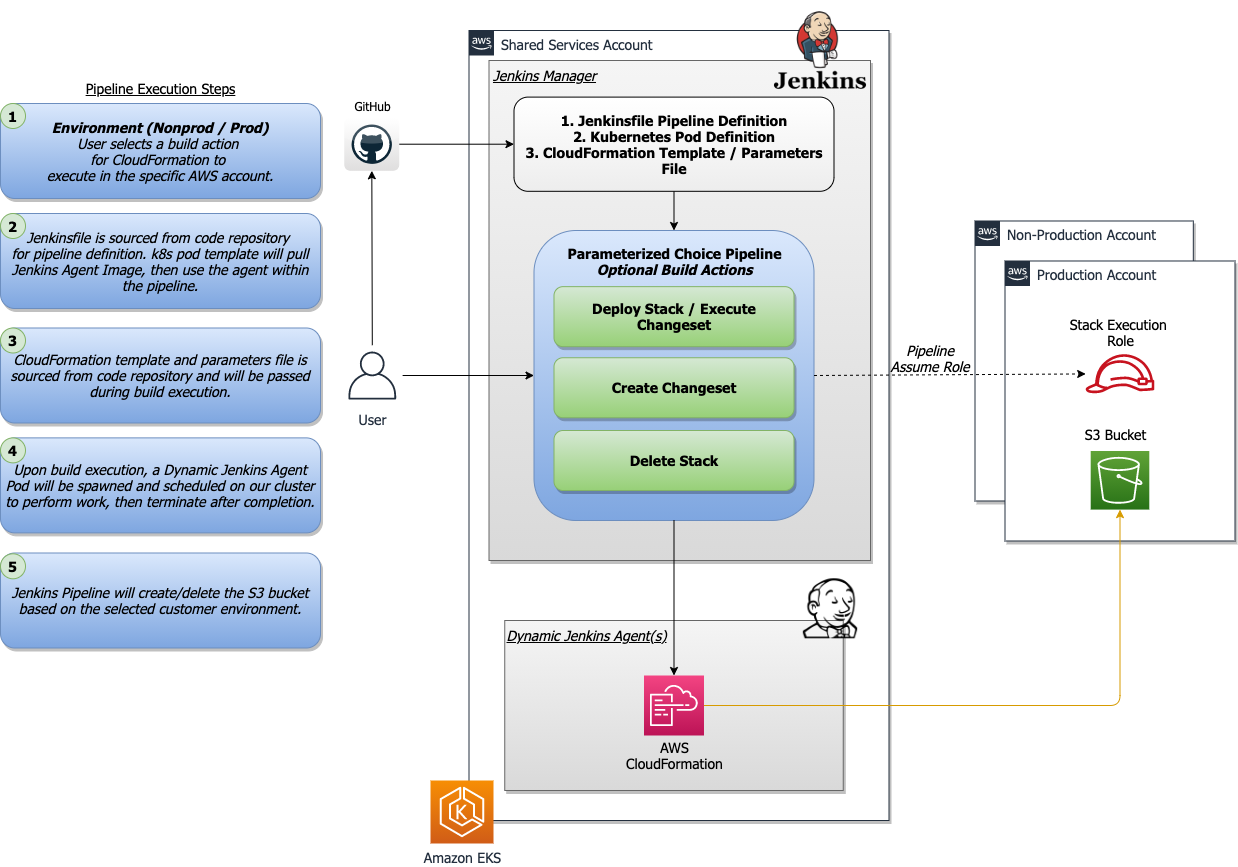 Pipeline Execution Steps
1
Environment (Nonprod / Prod)
User selects a build action
for CloudFormation to
execute in the specific AWS account.
2
Jenkinsfile is sourced from code repository
for pipeline definition. k8s pod template will pull
Jenkins Agent Image, then use the agent within
the pipeline.
3
CloudFormation template and parameters file is
sourced from code repository and will be passed
during build execution.
4
Upon build execution, a Dynamic Jenkins Agent
Pod will be spawned and scheduled on our cluster
to perform work, then terminate after completion.
5
Jenkins Pipeline will create/delete the S3 bucket
based on the selected customer environment.
GitHub
User
aws
Shared Services Account
Jenkins Manager
Jenkins
1. Jenkinsfile Pipeline Definition
2. Kubernetes Pod Definition
3. CloudFormation Template / Parameters
File
Parameterized Choice Pipeline
Optional Build Actions
Deploy Stack / Execute
Changeset
Create Changeset
Delete Stack
Pipeline
Assume Role
Dynamic Jenkins Agent(s)
AWS
CloudFormation
K
Amazon EKS
aws
Non-Production Account
aws
Production Account
Stack Execution
Role
S3 Bucket